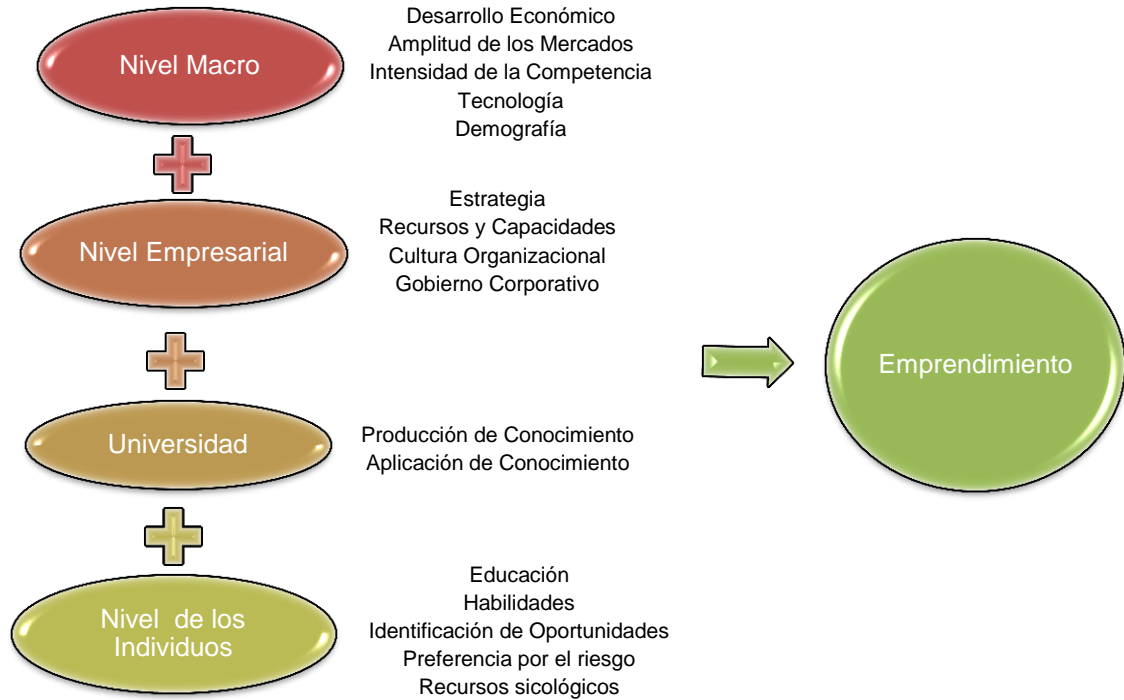 Nivel Macro
Desarrollo Económico
Amplitud de los Mercados
Intensidad de la Competencia
Tecnología
Demografía
Nivel Empresarial
Estrategia
Recursos y Capacidades
Cultura Organizacional
Gobierno Corporativo
Universidad
Producción de Conocimiento
Aplicación de Conocimiento
Nivel de los
Individuos
Educación
Habilidades
Identificación de Oportunidades
Preferencia por el riesgo
Recursos sicológicos
Emprendimiento